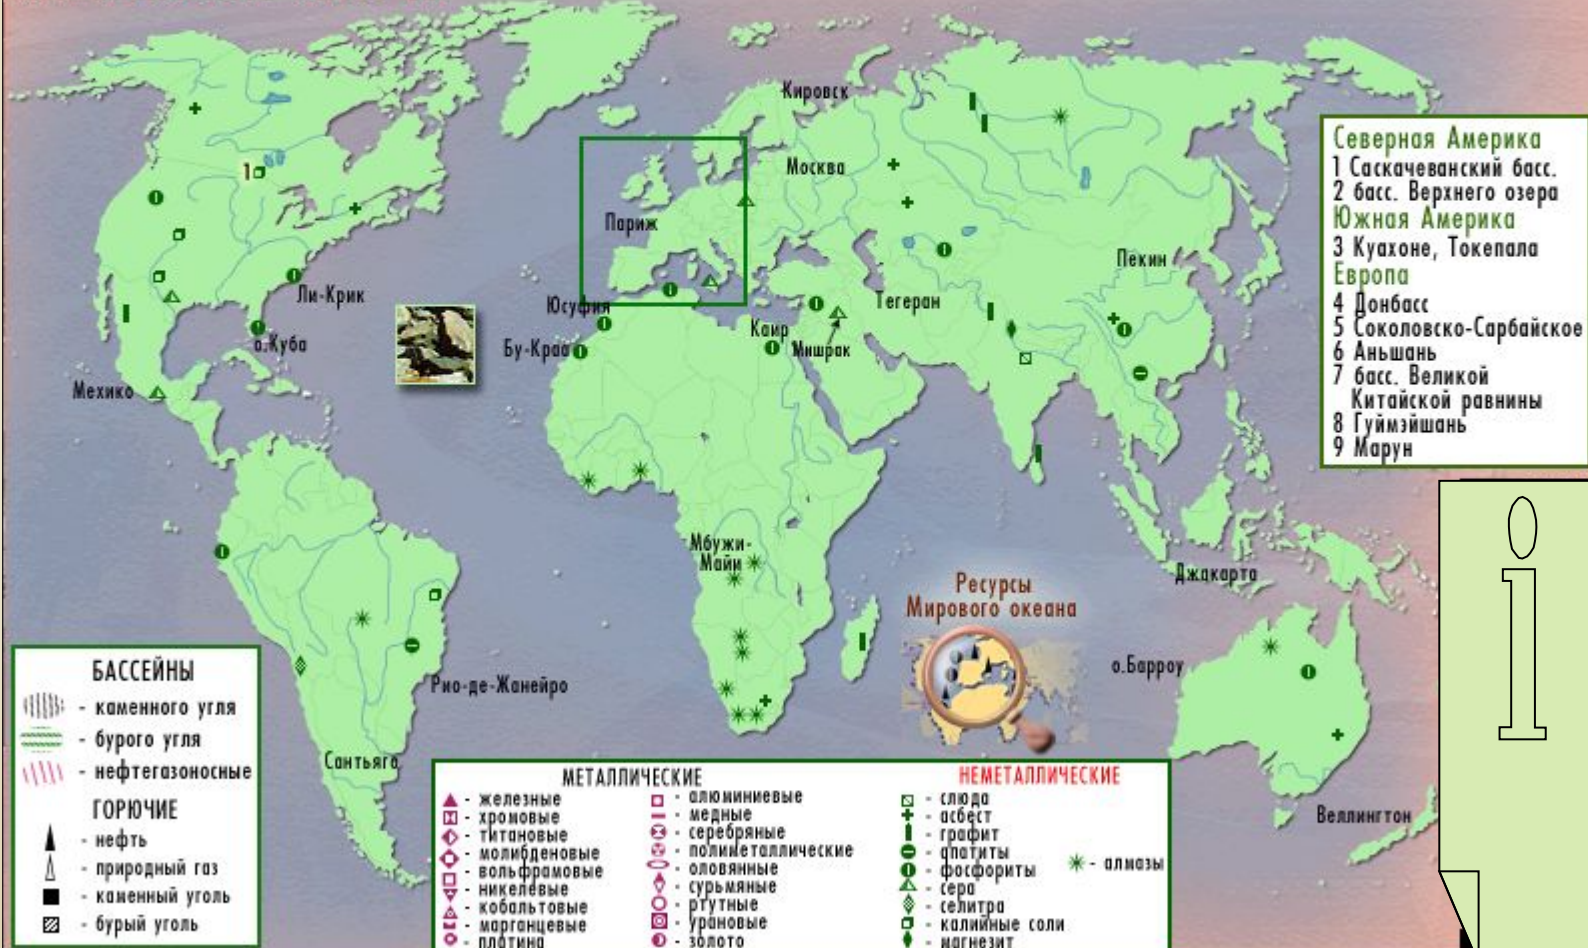 Кировск
Москва
Париж
Пекин
Тегеран
Ли-Крик
Юсуфия
Каир
Мишрак
Бу-Краа
о.Куба
Мехико
Мбужи-
Майи
Джакарта
Ресурсы
Мирового океана
о.Барроу
Рио-де-Жанейро
Сантьяго
Веллингтон
1
Северная Америка
1 Саскачеванский басс.
2 басс. Верхнего озера
Южная Америка
3 Куахоне, Токепала
Европа
4 Донбасс
5 Соколовско-Сарбайское
6 Аньшань
7 басс. Великой
Китайской равнины
8 Гуймэйшань
9 Марун
i
БАССЕЙНЫ
- каменного угля
- бурого угля
- нефтегазоносные
ГОРЮЧИЕ
- нефть
- природный газ
- каменный уголь
- бурый уголь
МЕТАЛЛИЧЕСКИЕ
- железные
- хромовые
- титановые
- молибденовые
- вольфрамовые
- никелевые
- кобальтовые
- марганцевые
- платина
- алюминиевые
- медные
- серебряные
- полиметаллические
- оловянные
- сурьмяные
- ртутные
- урановые
- золото
НЕМЕТАЛЛИЧЕСКИЕ
- слюда
- асбест
- графит
- апатиты
- фосфориты
- сера
- селитра
- калийные соли
- магнезит
- алмазы